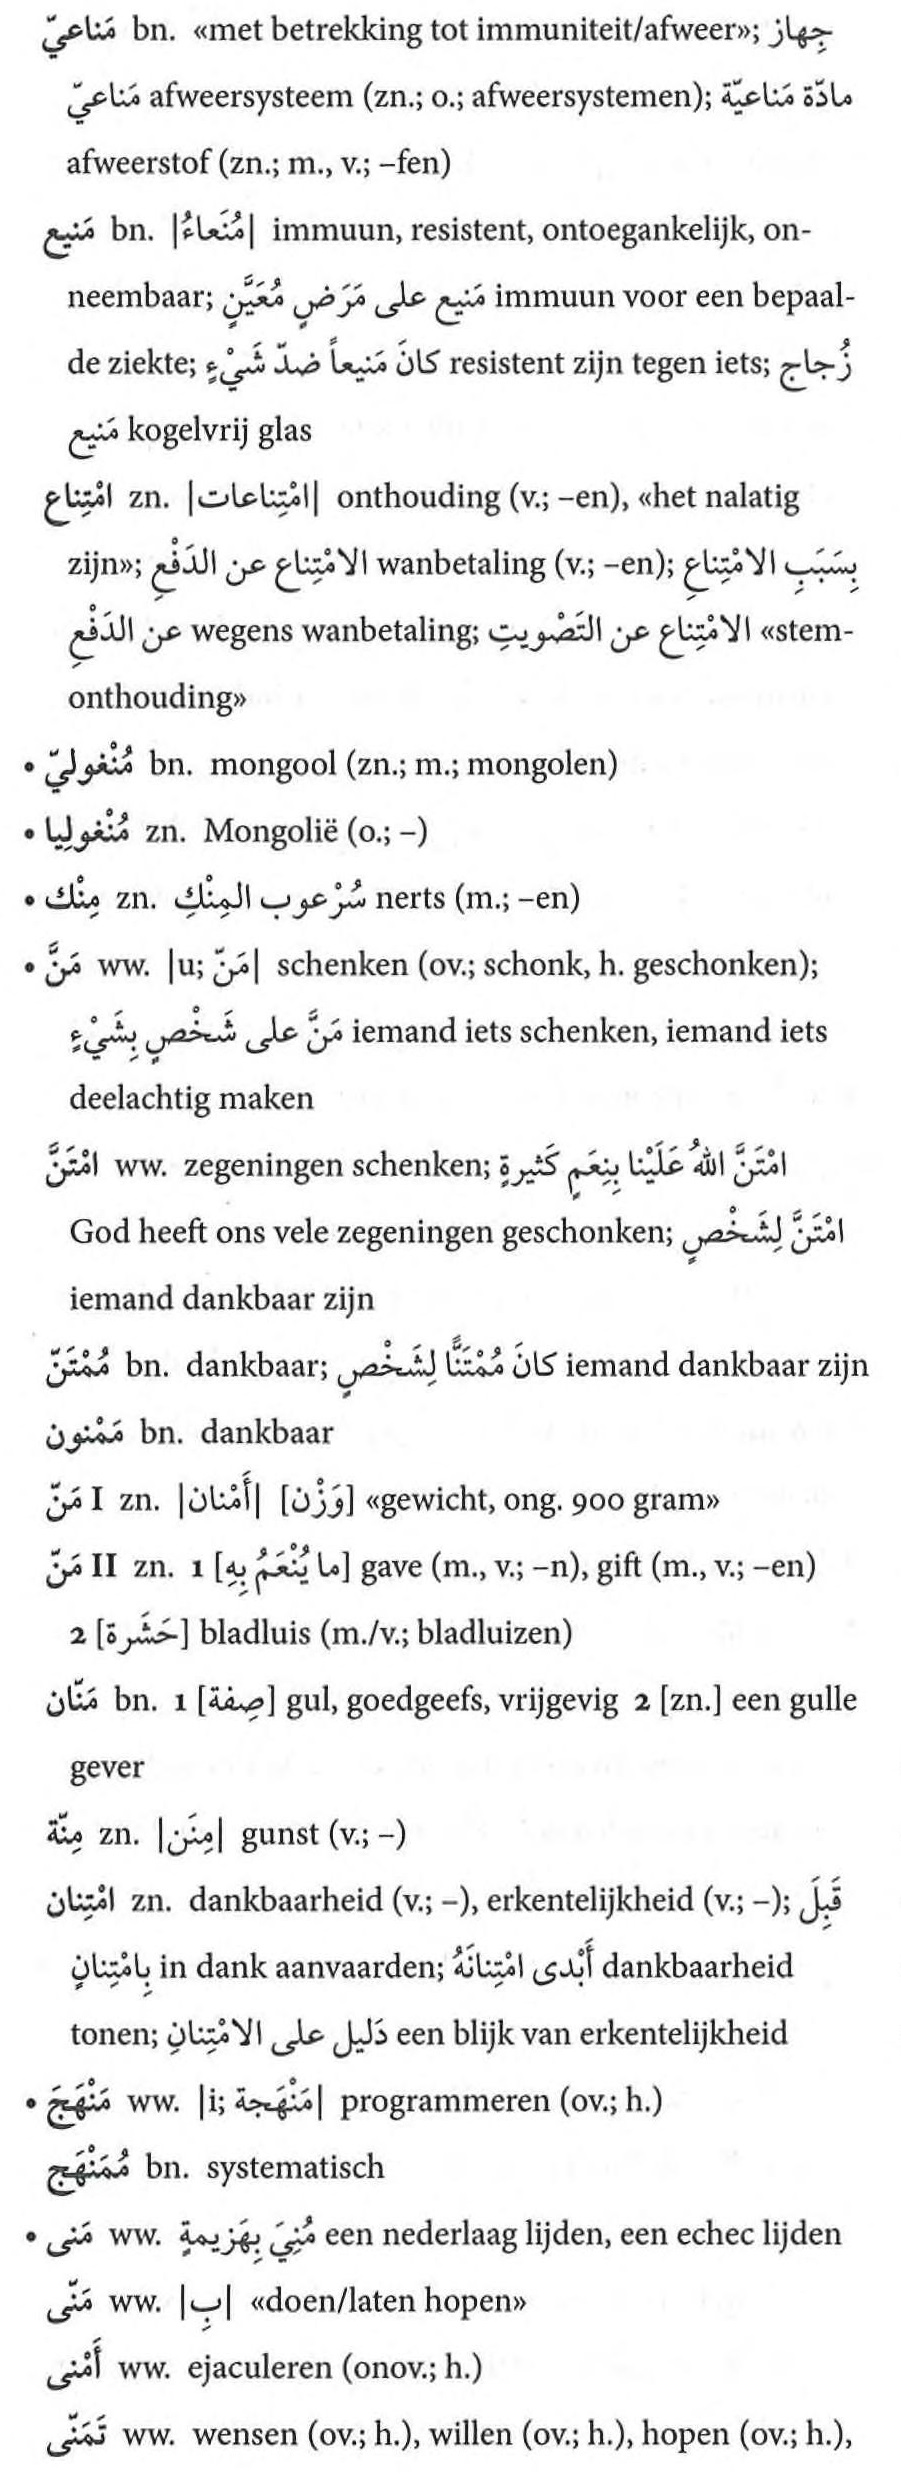 مَناعيّ bn. «met betrekking tot immuniteit/afweer»; جِهاز
مَناعيّ afweersysteem (zn.; o.; afweersystemen); مادّة مَناعيّة
afweerstof (zn.; m., v.; –fen)
مَنيع bn. |مُنَعاءُ| immuun, resistent, ontoegankelijk, on-
neembaar; مَنيع على مَرَضٍ مُعَيَّنٍ immuun voor een bepaal-
de ziekte; كانَ مَنيعاً ضدّ شَيْءٍ resistent zijn tegen iets; زُجاج
مَنيع kogelvrij glas
امْتِناع zn. |امْتِناعات| onthouding (v.; –en), «het nalatig
zijn»; الامْتِناع عن الدَفْعِ wanbetaling (v.; –en); بِسَبَبِ الامْتِناعِ
عن الدَفْعِ wegens wanbetaling; الامْتِناع عن التَصْويتِ «stem-
onthouding»
• مُنْغوليّ bn. mongool (zn.; m.; mongolen)
• مُنْغولِيا zn. Mongolië (o.; –)
• مِنْك zn. سُرْعوب المِنْكِ nerts (m.; –en)
• مَنَّ ww. |u; مَنّ| schenken (ov.; schonk, h. geschonken);
مَنَّ على شَخْصٍ بِشَيْءٍ iemand iets schenken, iemand iets
deelachtig maken
امْتَنَّ ww. zegeningen schenken; امْتَنَّ اللهُ عَلَيْنا بِنِعَمٍ كَثيرةٍ
God heeft ons vele zegeningen geschonken; امْتَنَّ لِشَخْصٍ
iemand dankbaar zijn
مُمْتَنّ bn. dankbaar; كانَ مُمْتَنًّا لِشَخْصٍ iemand dankbaar zijn
مَمْنون bn. dankbaar
مَنّ I zn. |أَمْنان| [وَزْن] «gewicht, ong. 900 gram»
مَنّ II zn. 1 [ما يُنْعَمُ بِهِ] gave (m., v.; –n), gift (m., v.; –en)
2 [حَشَرة] bladluis (m./v.; bladluizen)
مَنّان bn. 1 [صِفة] gul, goedgeefs, vrijgevig 2 [zn.] een gulle
gever
مِنّة zn. |مِنَن| gunst (v.; –)
امْتِنان zn. dankbaarheid (v.; –), erkentelijkheid (v.; –); قَبِلَ
بِامْتِنانٍ in dank aanvaarden; أَبْدى امْتِنانَهُ dankbaarheid
tonen; دَليل على الامْتِنانِ een blijk van erkentelijkheid
• مَنْهَجَ ww. |i; مَنْهَجة| programmeren (ov.; h.)
مُمَنْهَج bn. systematisch
• مَنى ww. مُنِيَ بِهَزيمةٍ een nederlaag lijden, een echec lijden
مَنّى ww. |بِ| «doen/laten hopen»
أَمْنى ww. ejaculeren (onov.; h.)
تَمَنّى ww. wensen (ov.; h.), willen (ov.; h.), hopen (ov.; h.),